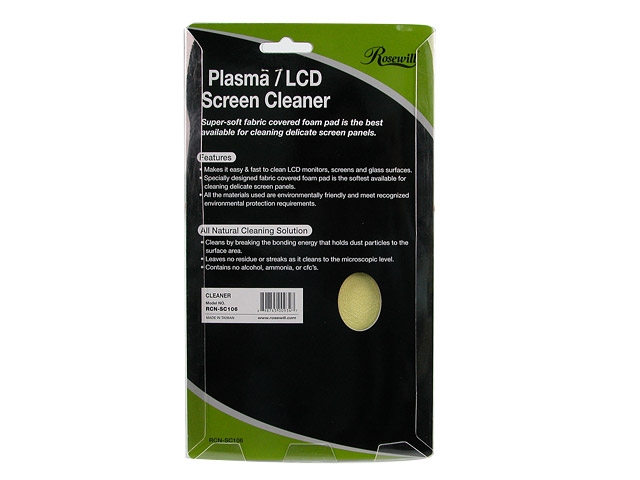 Rosewill
Plasma / LCD
Screen Cleaner
Super-soft fabric covered foam pad is the best
available for cleaning delicate screen panels.
Features
• Makes it easy & fast to clean LCD monitors, screens and glass surfaces.
• Specially designed fabric covered foam pad is the softest available for
cleaning delicate screen panels.
• All the materials used are environmentally friendly and meet recognized
environmental protection requirements.
All Natural Cleaning Solution
• Cleans by breaking the bonding energy that holds dust particles to the
surface area.
• Leaves no residue or streaks as it cleans to the microscopic level.
• Contains no alcohol, ammonia, or cfc's.
CLEANER
Model NO.
RCN-SC106
MADE IN TAIWAN
www.rosewill.com
RCN-SC106